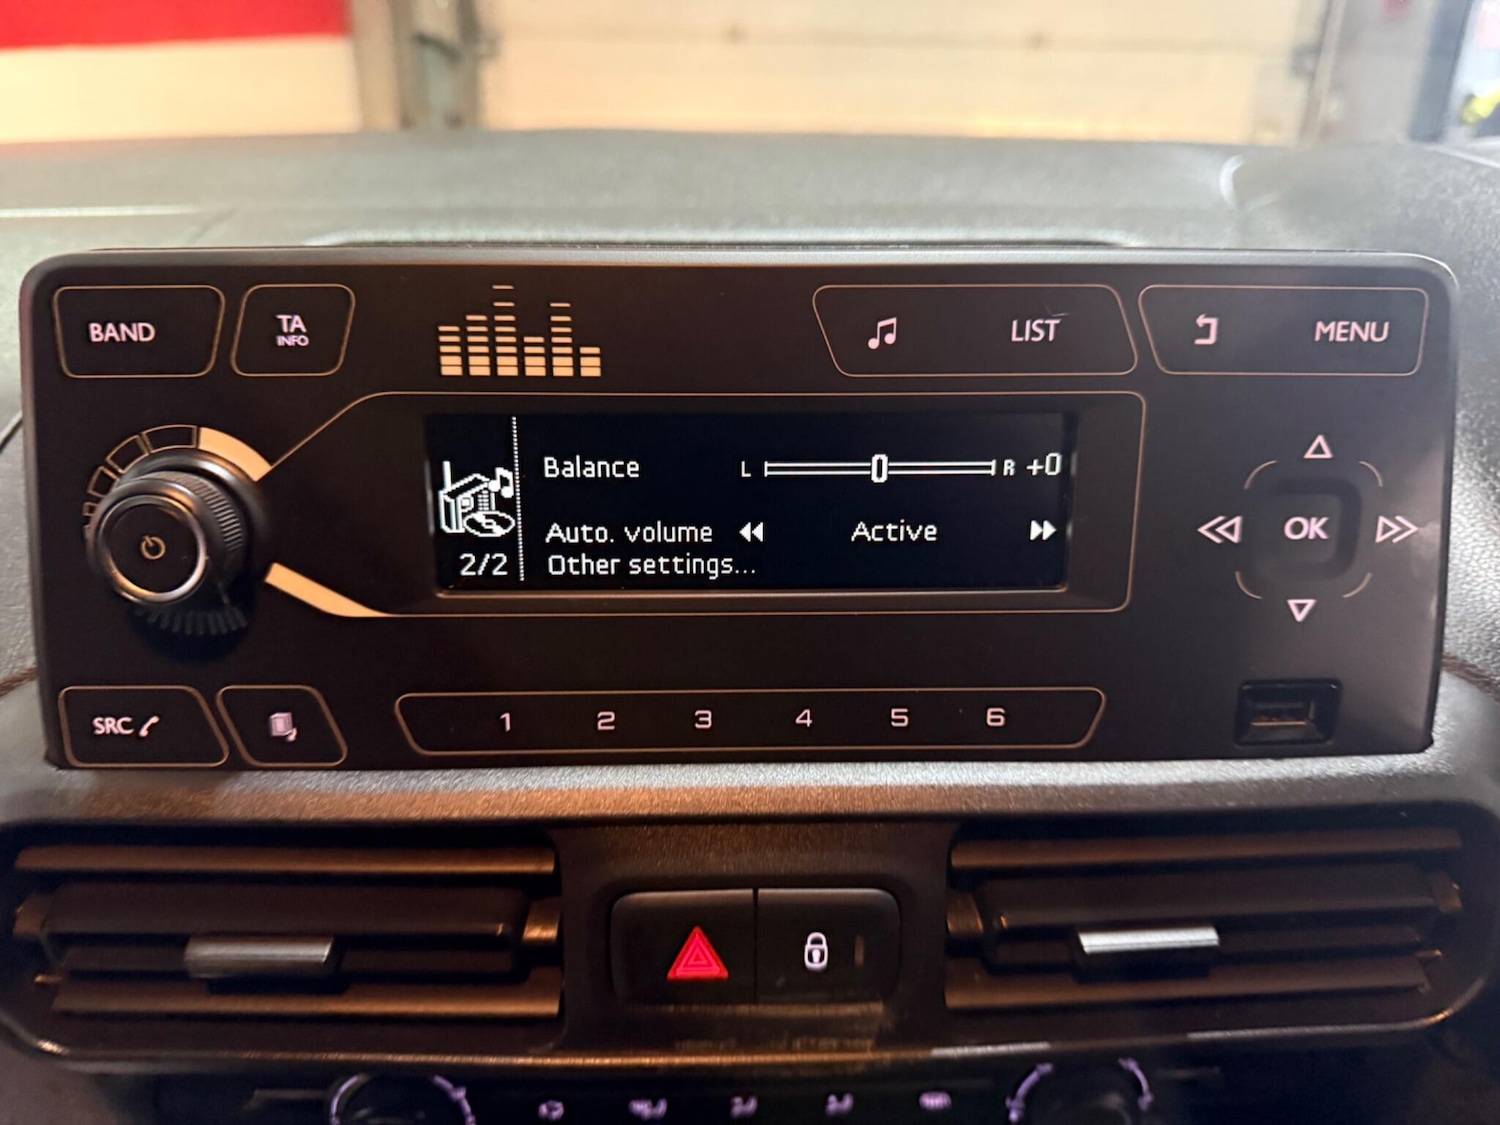 BAND
TA
INFO
LIST
MENU
Balance L R +0
Auto. volume Active
2/2 Other settings...
OK
SRC
1 2 3 4 5 6